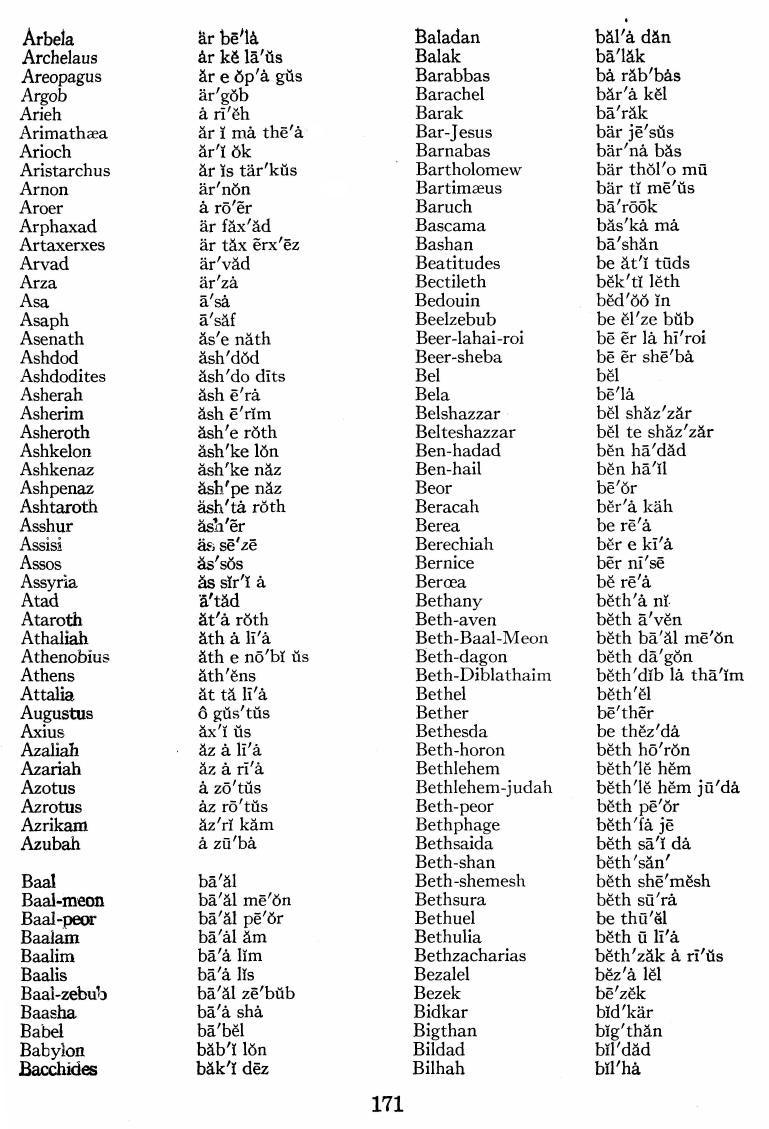 Arbela är bē′lȧ
Archelaus ȧr kĕ lā′ŭs
Areopagus ăr e ŏp′ȧ gŭs
Argob är′gŏb
Arieh ȧ rī′ĕh
Arimathæa ăr ĭ mȧ thē′ȧ
Arioch ăr′ĭ ŏk
Aristarchus ăr ĭs tär′kŭs
Arnon är′nŏn
Aroer ȧ rō′ẽr
Arphaxad är făx′ăd
Artaxerxes är tăx ẽrx′ēz
Arvad är′văd
Arza är′zȧ
Asa ā′sȧ
Asaph ā′săf
Asenath ăs′e năth
Ashdod ăsh′dŏd
Ashdodites ăsh′do dīts
Asherah ăsh ē′rȧ
Asherim ăsh ē′rĭm
Asheroth ăsh′e rŏth
Ashkelon ăsh′ke lŏn
Ashkenaz ăsh′ke năz
Ashpenaz ăsh′pe năz
Ashtaroth ăsh′tȧ rŏth
Asshur ăsh′ẽr
Assisi äs sē′zē
Assos ăs′sŏs
Assyria ăs sĭr′ĭ ȧ
Atad ā′tăd
Ataroth ăt′ȧ rŏth
Athaliah ăth ȧ lī′ȧ
Athenobius ăth e nō′bĭ ŭs
Athens ăth′ĕns
Attalia ăt tă lī′ȧ
Augustus ô gŭs′tŭs
Axius ăx′ĭ ŭs
Azaliah ăz ȧ lī′ȧ
Azariah ăz ȧ rī′ȧ
Azotus ȧ zō′tŭs
Azrotus ȧz rō′tŭs
Azrikam ăz′rĭ kăm
Azubah ȧ zū′bȧ
Baal bā′ăl
Baal-meon bā′ăl mē′ŏn
Baal-peor bā′ăl pē′ŏr
Baalam bā′ȧl ăm
Baalim bā′ȧ lĭm
Baalis bā′ȧ lĭs
Baal-zebub bā′ăl zē′bŭb
Baasha bā′ȧ shȧ
Babel bā′bĕl
Babylon băb′ĭ lŏn
Bacchides băk′ĭ dēz
Baladan băl′ȧ dăn
Balak bā′lăk
Barabbas bȧ răb′bȧs
Barachel băr′ȧ kĕl
Barak bā′răk
Bar-Jesus bär jē′sŭs
Barnabas bär′nȧ băs
Bartholomew bär thŏl′o mū
Bartimæus bär tĭ mē′ŭs
Baruch bā′rōōk
Bascama băs′kȧ mȧ
Bashan bā′shăn
Beatitudes be ăt′ĭ tūds
Bectileth bĕk′tĭ lĕth
Bedouin bĕd′ŏŏ ĭn
Beelzebub be ĕl′ze bŭb
Beer-lahai-roi bē ẽr lȧ hī′roi
Beer-sheba bē ẽr shē′bȧ
Bel bĕl
Bela bē′lȧ
Belshazzar bĕl shăz′zăr
Belteshazzar bĕl te shăz′zăr
Ben-hadad bĕn hā′dăd
Ben-hail bĕn hā′ĭl
Beor bē′ŏr
Beracah bĕr′ȧ käh
Berea be rē′ȧ
Berechiah bĕr e kī′ȧ
Bernice bẽr nī′sē
Berœa bĕ rē′ȧ
Bethany bĕth′ȧ nĭ
Beth-aven bĕth ā′vĕn
Beth-Baal-Meon bĕth bā′ăl mē′ŏn
Beth-dagon bĕth dā′gŏn
Beth-Diblathaim bĕth′dĭb lȧ thā′ĭm
Bethel bĕth′ĕl
Bether bē′thẽr
Bethesda be thĕz′dȧ
Beth-horon bĕth hō′rŏn
Bethlehem bĕth′lĕ hĕm
Bethlehem-judah bĕth′lĕ hĕm jū′dȧ
Beth-peor bĕth pē′ŏr
Bethphage bĕth′fȧ jē
Bethsaida bĕth sā′ĭ dȧ
Beth-shan bĕth′săn′
Beth-shemesh bĕth shē′mĕsh
Bethsura bĕth sū′rȧ
Bethuel be thū′ĕl
Bethulia bĕth ū lī′ȧ
Bethzacharias bĕth′zăk ȧ rī′ŭs
Bezalel bĕz′ȧ lĕl
Bezek bē′zĕk
Bidkar bĭd′kär
Bigthan bĭg′thăn
Bildad bĭl′dăd
Bilhah bĭl′hȧ
171